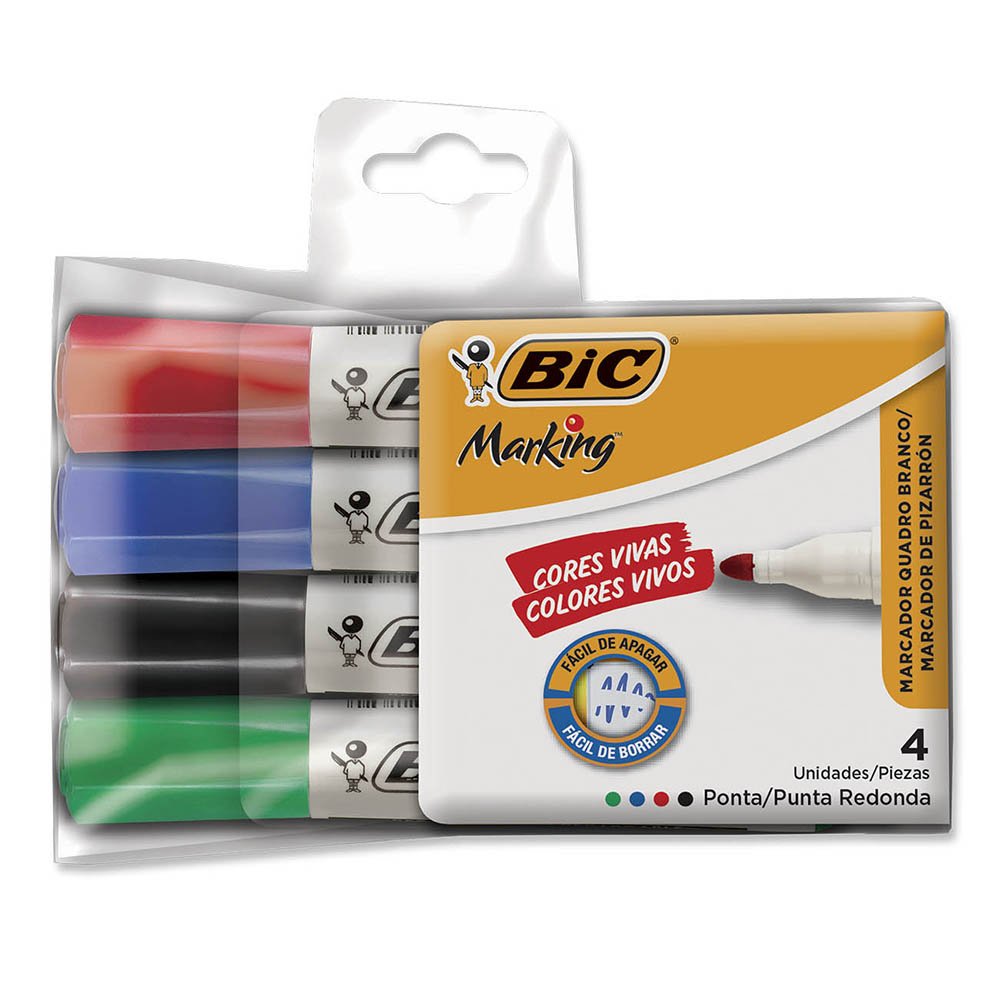 BiC®
Marking™
CORES VIVAS
COLORES VIVOS
FÁCIL DE APAGAR
FÁCIL DE BORRAR
MARCADOR QUADRO BRANCO/
MARCADOR DE PIZARRÓN
4
Unidades/Piezas
Ponta/Punta Redonda